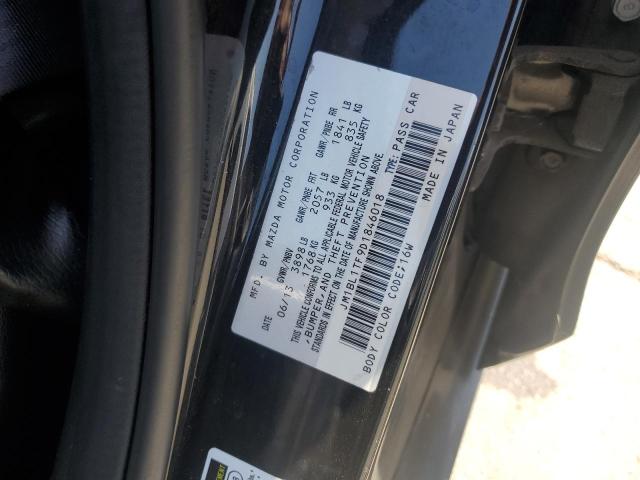 MFD. BY MAZDA MOTOR CORPORATION
DATE GVWR/PNBV GAWR/PNBE FRT GAWR/PNBE RR
06/13 3898 LB 2057 LB 1841 LB
1768 KG 933 KG 835 KG
THIS VEHICLE CONFORMS TO ALL APPLICABLE FEDERAL MOTOR VEHICLE SAFETY
,BUMPER,AND THEFT PREVENTION
STANDARDS IN EFFECT ON THE DATE OF MANUFACTURE SHOWN ABOVE.
JM1BL1TF9D1846018 TYPE: PASS CAR
BODY COLOR CODE:16W MADE IN JAPAN